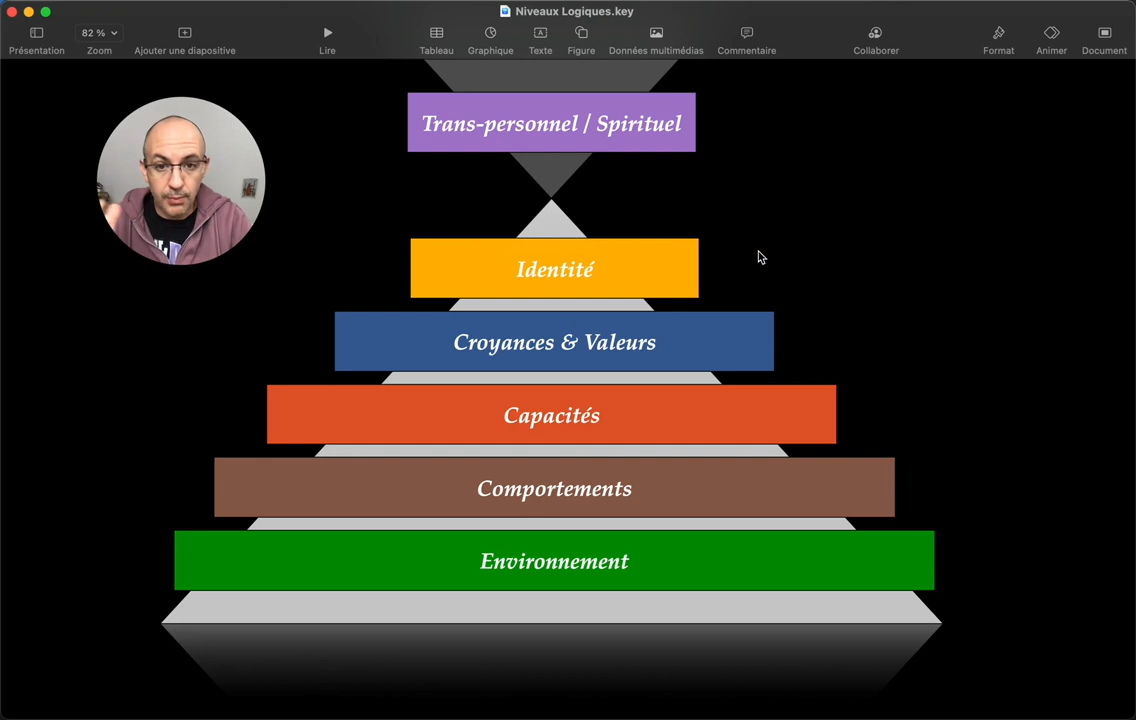 Niveaux Logiques.key
82 %
Présentation
Zoom
Ajouter une diapositive
Lire
Tableau
Graphique
Texte
Figure
Données multimédias
Commentaire
Collaborer
Format
Animer
Document
Trans-personnel / Spirituel
Identité
Croyances & Valeurs
Capacités
Comportements
Environnement